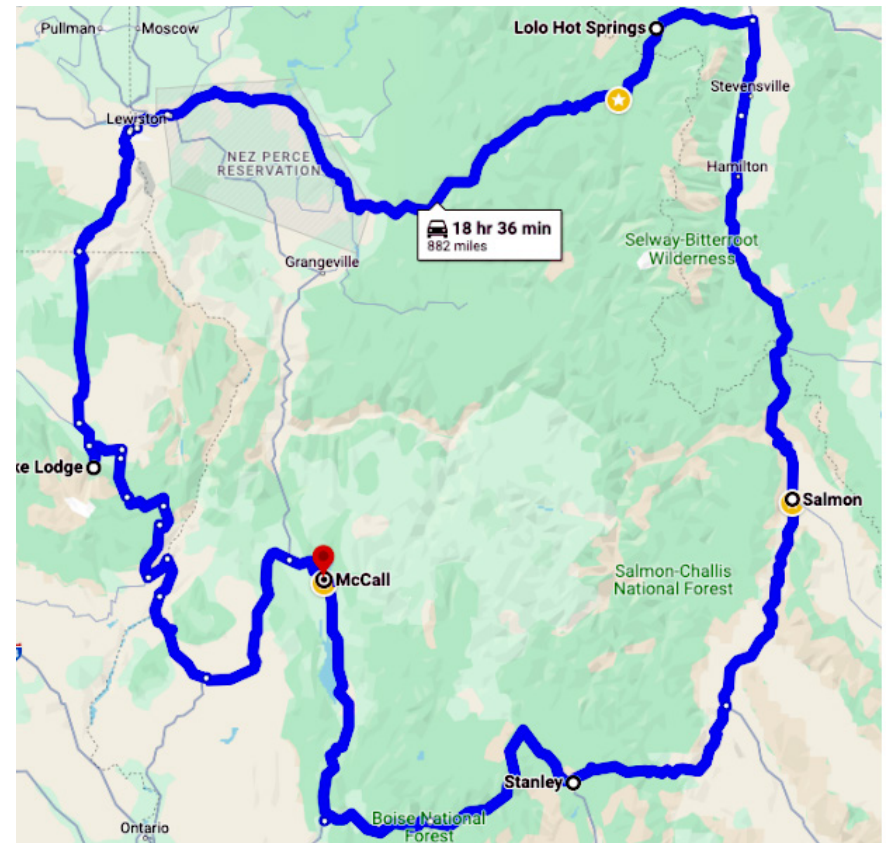 Pullman
Moscow
Lolo Hot Springs
Stevensville
Lewiston
NEZ PERCE
RESERVATION
Hamilton
18 hr 36 min
882 miles
Selway-Bitterroot
Wilderness
Grangeville
ke Lodge
Salmon
McCall
Salmon-Challis
National Forest
Stanley
Boise National
Forest
Ontario